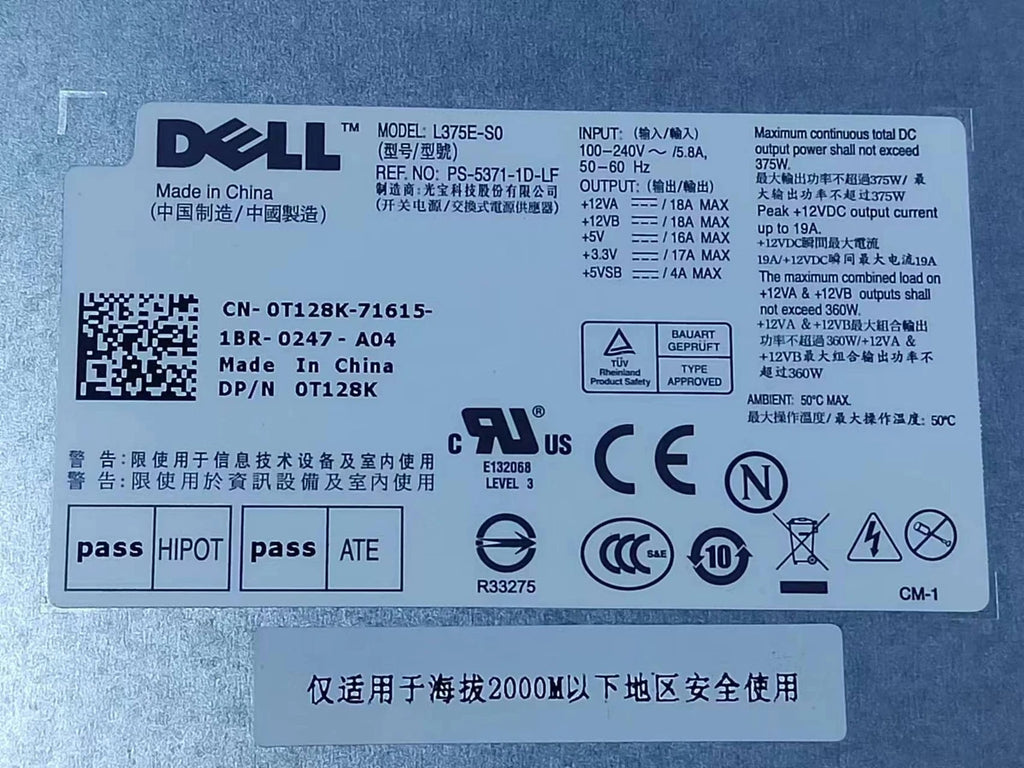 DELL™
Made in China
(中国制造/中國製造)
MODEL: L375E-S0
(型号/型號)
REF. NO: PS-5371-1D-LF
制造商:光宝科技股份有限公司
(开关电源/交換式電源供應器)
INPUT: (输入/輸入)
100-240V ～ /5.8A,
50-60 Hz
OUTPUT: (输出/輸出)
+12VA ⎓ / 18A MAX
+12VB ⎓ / 18A MAX
+5V ⎓ / 16A MAX
+3.3V ⎓ / 17A MAX
+5VSB ⎓ / 4A MAX
Maximum continuous total DC
output power shall not exceed
375W.
最大輸出功率不超過375W/ 最
大输出功率不超过375W
Peak +12VDC output current
up to 19A.
+12VDC瞬間最大電流
19A/+12VDC瞬间最大电流19A
The maximum combined load on
+12VA & +12VB outputs shall
not exceed 360W.
+12VA & +12VB最大組合輸出
功率不超過360W/+12VA &
+12VB最大组合输出功率不
超过360W
AMBIENT: 50°C MAX.
最大操作溫度/最大操作温度: 50°C
CN- 0T128K-71615-
1BR- 0247 - A04
Made In China
DP/N 0T128K
TÜV
Rheinland
Product Safety
BAUART
GEPRÜFT
TYPE
APPROVED
警 告:限使用于信息技术设备及室内使用
警 告:限使用於資訊設備及室內使用
C RU® US
E132068
LEVEL 3
CE
N
pass HIPOT
pass ATE
R33275
CCC S&E
10
CM-1
仅适用于海拔2000M以下地区安全使用